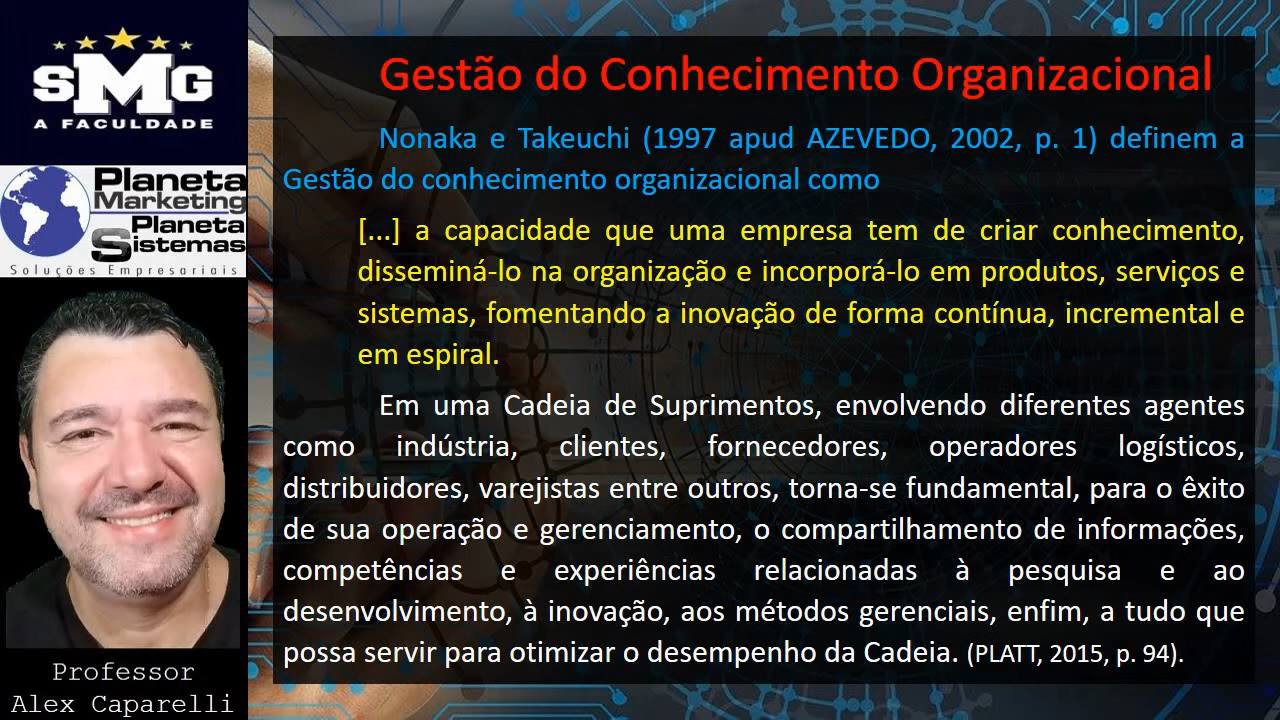 SMG
A FACULDADE
Planeta
Marketing
Planeta
Sistemas
Soluções Empresariais
Professor
Alex Caparelli
Gestão do Conhecimento Organizacional
Nonaka e Takeuchi (1997 apud AZEVEDO, 2002, p. 1) definem a
Gestão do conhecimento organizacional como
[...] a capacidade que uma empresa tem de criar conhecimento,
disseminá-lo na organização e incorporá-lo em produtos, serviços e
sistemas, fomentando a inovação de forma contínua, incremental e
em espiral.
Em uma Cadeia de Suprimentos, envolvendo diferentes agentes
como indústria, clientes, fornecedores, operadores logísticos,
distribuidores, varejistas entre outros, torna-se fundamental, para o êxito
de sua operação e gerenciamento, o compartilhamento de informações,
competências e experiências relacionadas à pesquisa e ao
desenvolvimento, à inovação, aos métodos gerenciais, enfim, a tudo que
possa servir para otimizar o desempenho da Cadeia. (PLATT, 2015, p. 94).